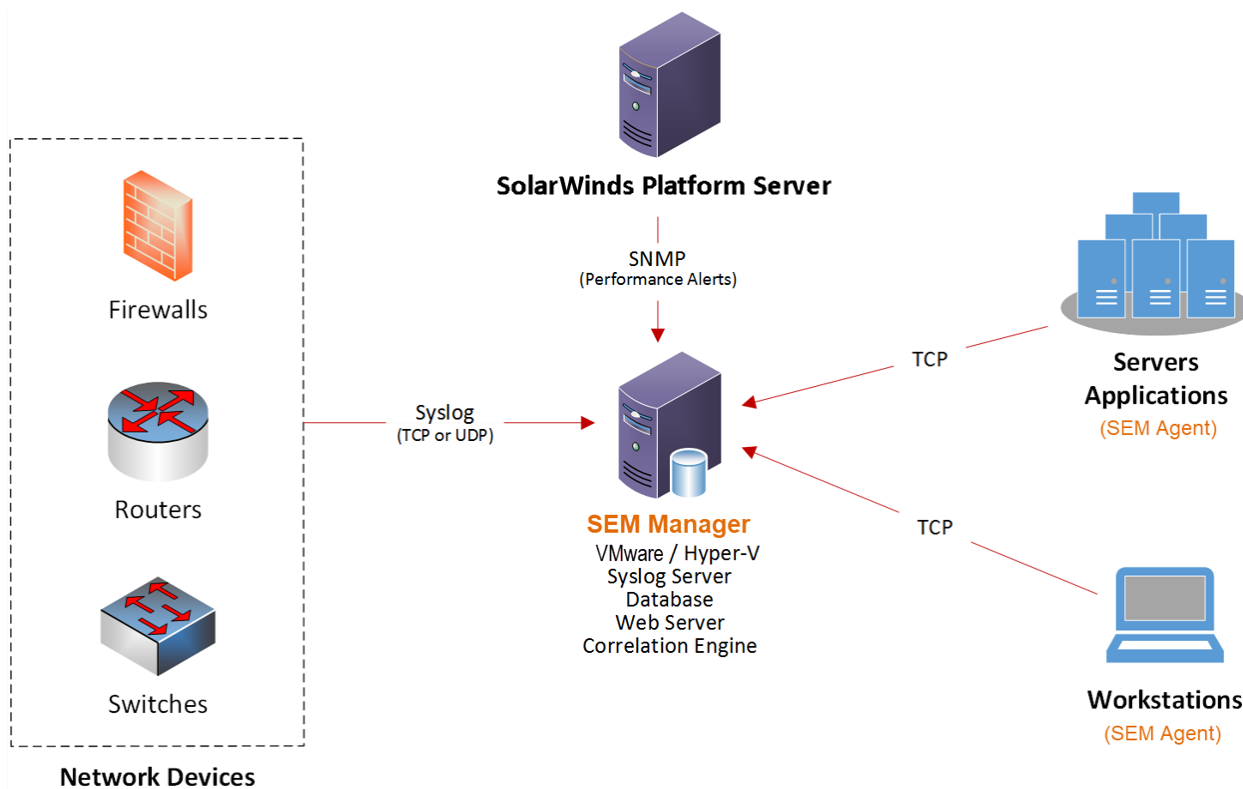 SolarWinds Platform Server
SNMP
(Performance Alerts)
Firewalls
Routers
Switches
Network Devices
Syslog
(TCP or UDP)
SEM Manager
VMware / Hyper-V
Syslog Server
Database
Web Server
Correlation Engine
TCP
Servers
Applications
(SEM Agent)
TCP
Workstations
(SEM Agent)